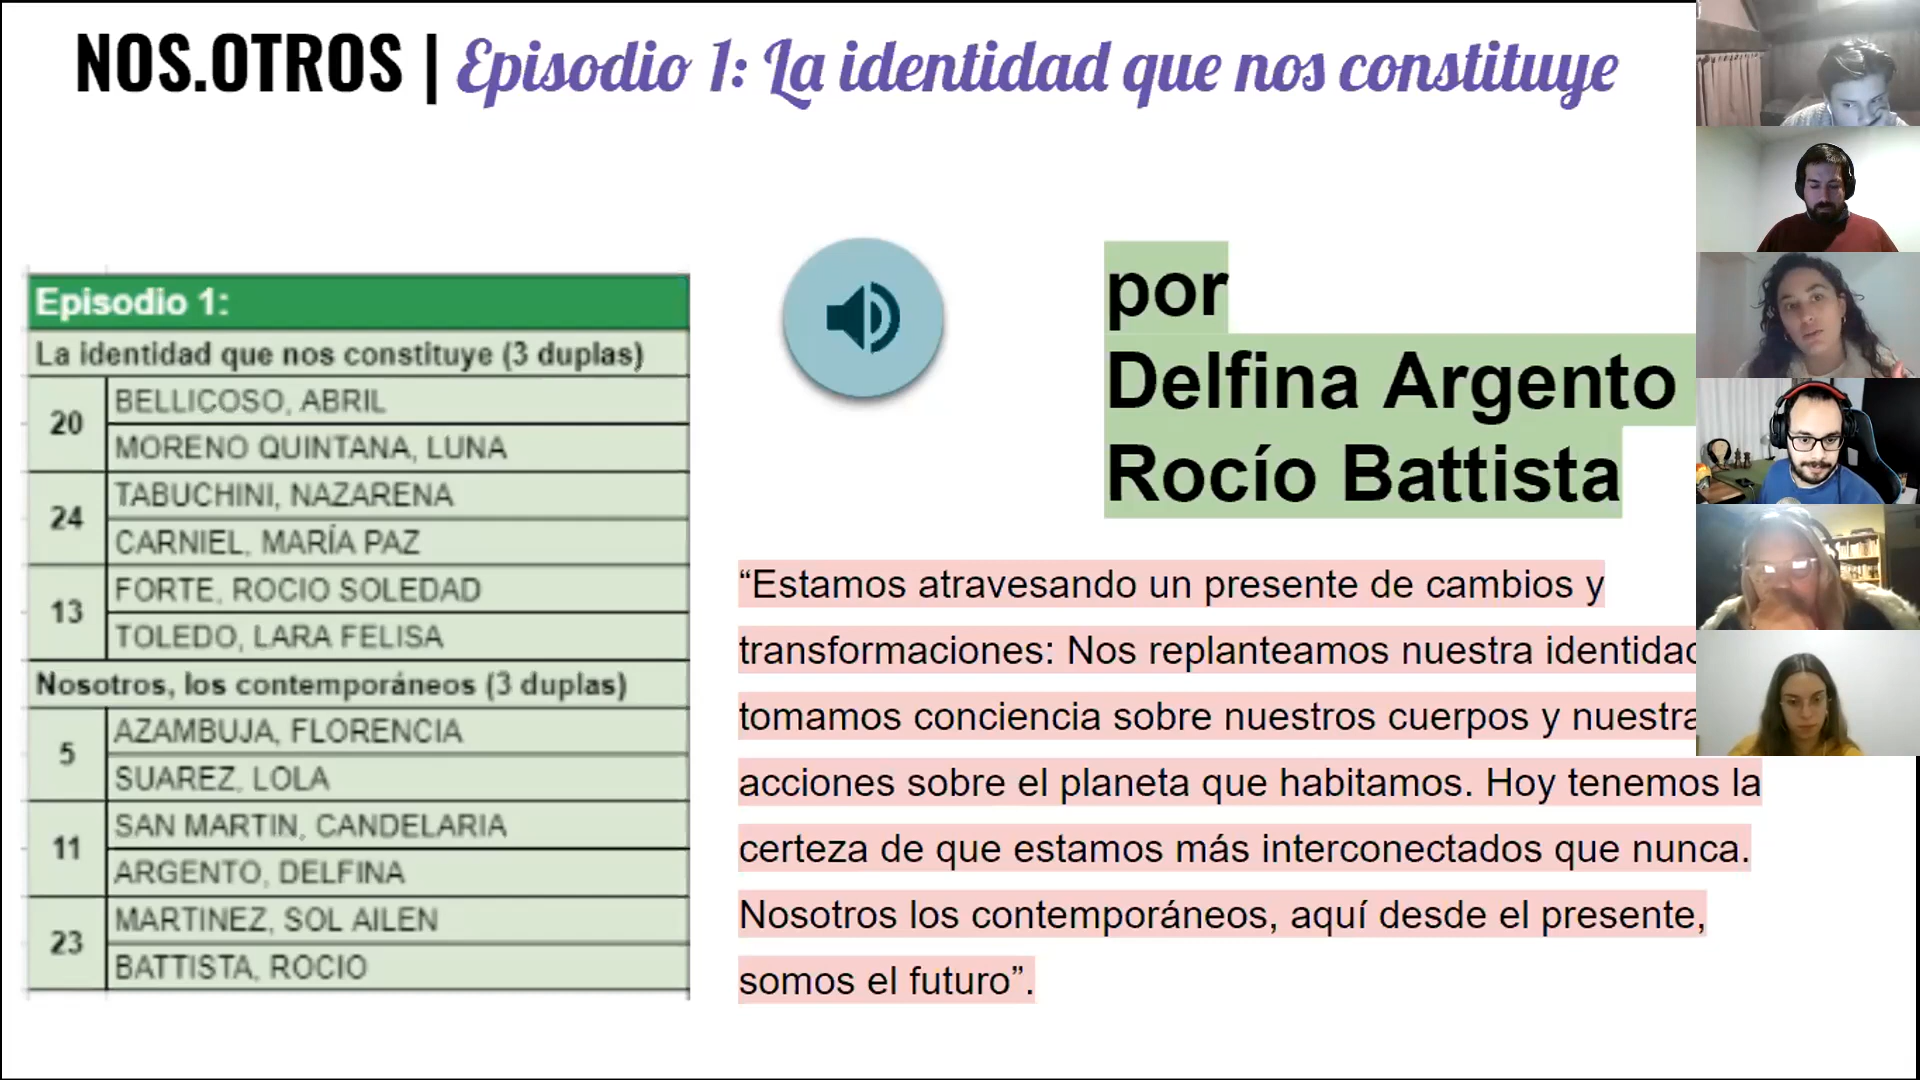 NOS.OTROS | Episodio 1: La identidad que nos constituye
Episodio 1:
La identidad que nos constituye (3 duplas)
20
BELLICOSO, ABRIL
MORENO QUINTANA, LUNA
24
TABUCHINI, NAZARENA
CARNIEL, MARÍA PAZ
13
FORTE, ROCIO SOLEDAD
TOLEDO, LARA FELISA
Nosotros, los contemporáneos (3 duplas)
5
AZAMBUJA, FLORENCIA
SUAREZ, LOLA
11
SAN MARTIN, CANDELARIA
ARGENTO, DELFINA
23
MARTINEZ, SOL AILEN
BATTISTA, ROCIO
por
Delfina Argento
Rocío Battista
“Estamos atravesando un presente de cambios y
transformaciones: Nos replanteamos nuestra identidad
tomamos conciencia sobre nuestros cuerpos y nuestra
acciones sobre el planeta que habitamos. Hoy tenemos la
certeza de que estamos más interconectados que nunca.
Nosotros los contemporáneos, aquí desde el presente,
somos el futuro”.